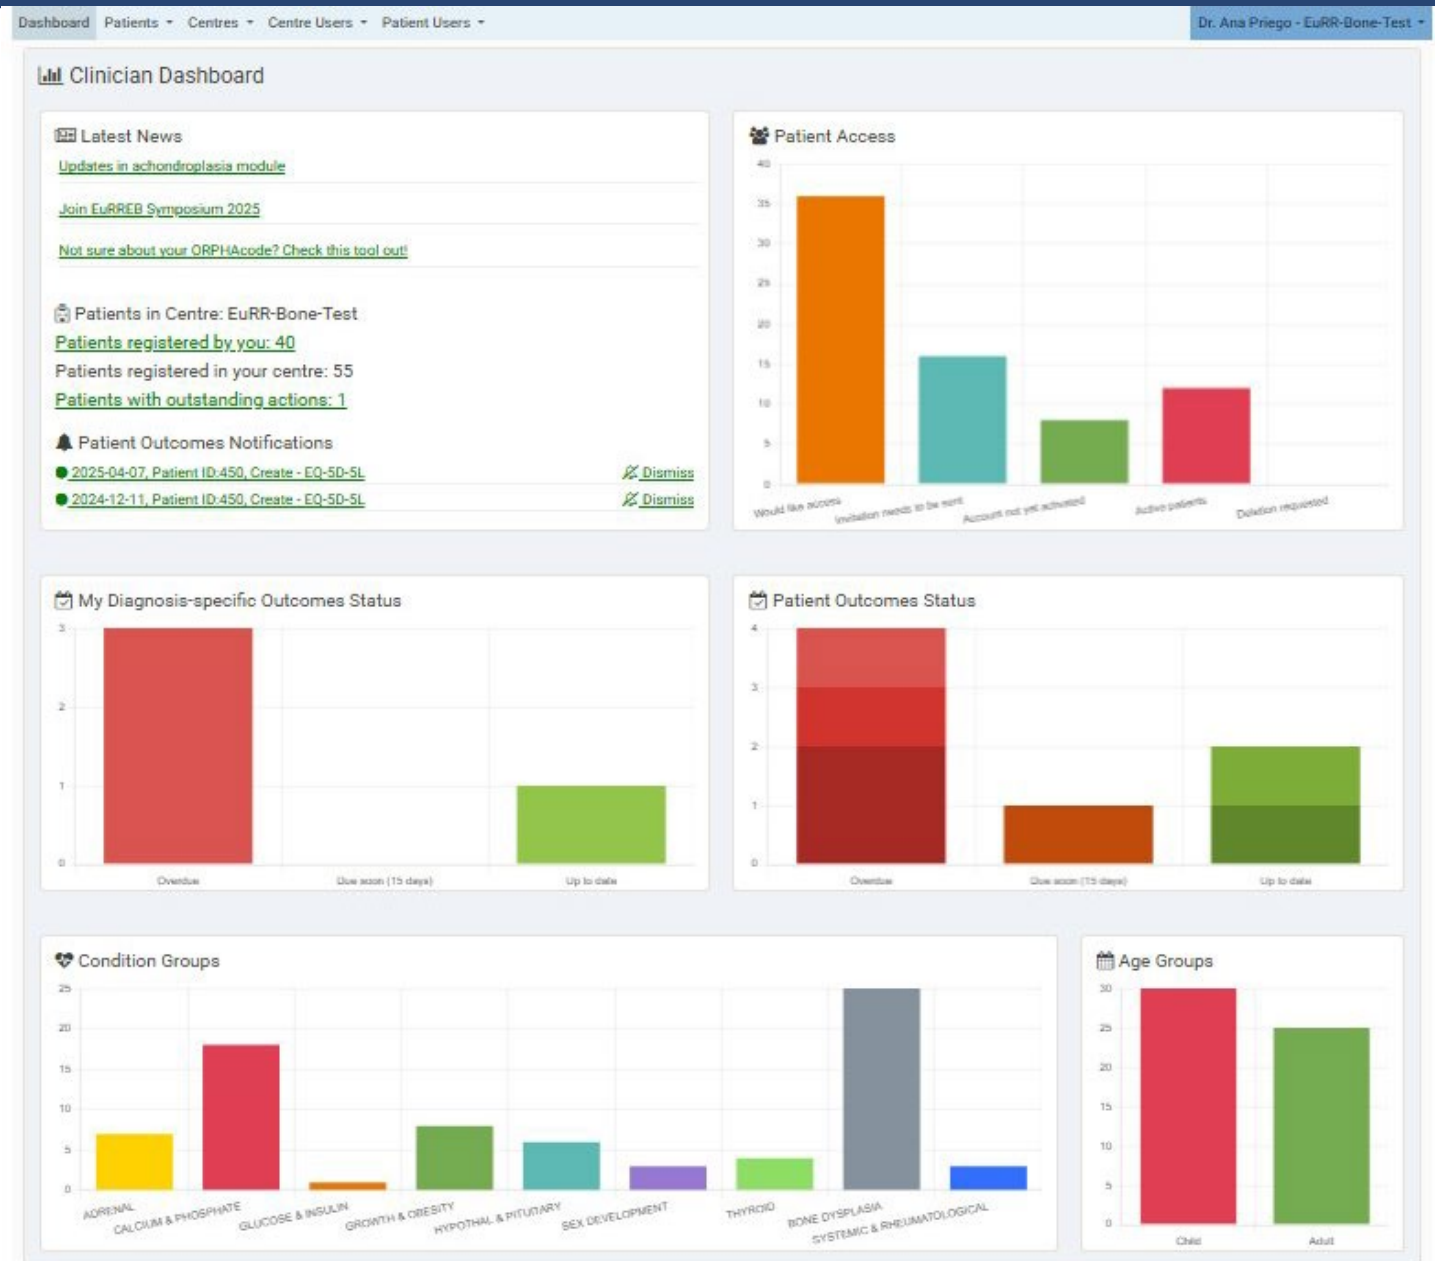 Dashboard Patients Centres Centre Users Patient Users Dr. Ana Priego - EuRR-Bone-Test
Clinician Dashboard
Latest News
Updates in achondroplasia module
Join EuRREB Symposium 2025
Not sure about your ORPHAcode? Check this tool out!
Patients in Centre: EuRR-Bone-Test
Patients registered by you: 40
Patients registered in your centre: 55
Patients with outstanding actions: 1
Patient Outcomes Notifications
2025-04-07, Patient ID:450, Create - EQ-5D-5L Dismiss
2024-12-11, Patient ID:450, Create - EQ-5D-5L Dismiss
Patient Access
40
35
30
25
20
15
10
5
0
Would like access
Invitation needs to be sent
Account not yet activated
Active patients
Deletion requested
My Diagnosis-specific Outcomes Status
3
2
1
0
Overdue Due soon (15 days) Up to date
Patient Outcomes Status
4
3
2
1
0
Overdue Due soon (15 days) Up to date
Condition Groups
25
20
15
10
5
0
ADRENAL
CALCIUM & PHOSPHATE
GLUCOSE & INSULIN
GROWTH & OBESITY
HYPOTHAL & PITUITARY
SEX DEVELOPMENT
THYROID
BONE DYSPLASIA
SYSTEMIC & RHEUMATOLOGICAL
Age Groups
30
25
20
15
10
5
0
Child Adult